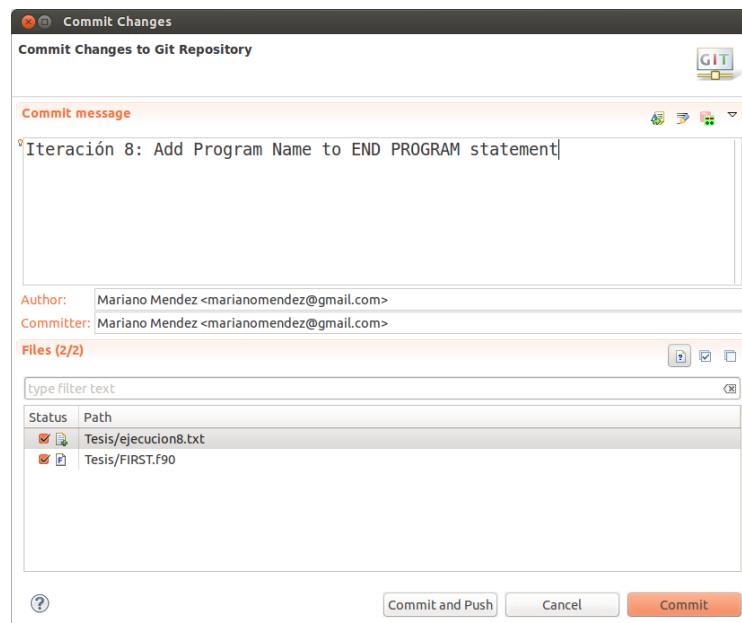 Commit Changes
Commit Changes to Git Repository
GIT
Commit message
Iteración 8: Add Program Name to END PROGRAM statement
Author: Mariano Mendez <marianomendez@gmail.com>
Committer: Mariano Mendez <marianomendez@gmail.com>
Files (2/2)
type filter text
Status Path
Tesis/ejecucion8.txt
Tesis/FIRST.f90
Commit and Push Cancel Commit